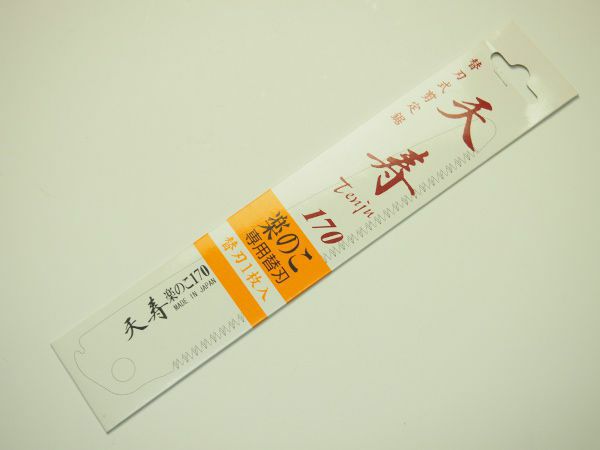 替刃式剪定鋸
天寿
Tenju
170
楽のこ
専用替刃
替刃1枚入
天寿 楽のこ170
MADE IN JAPAN